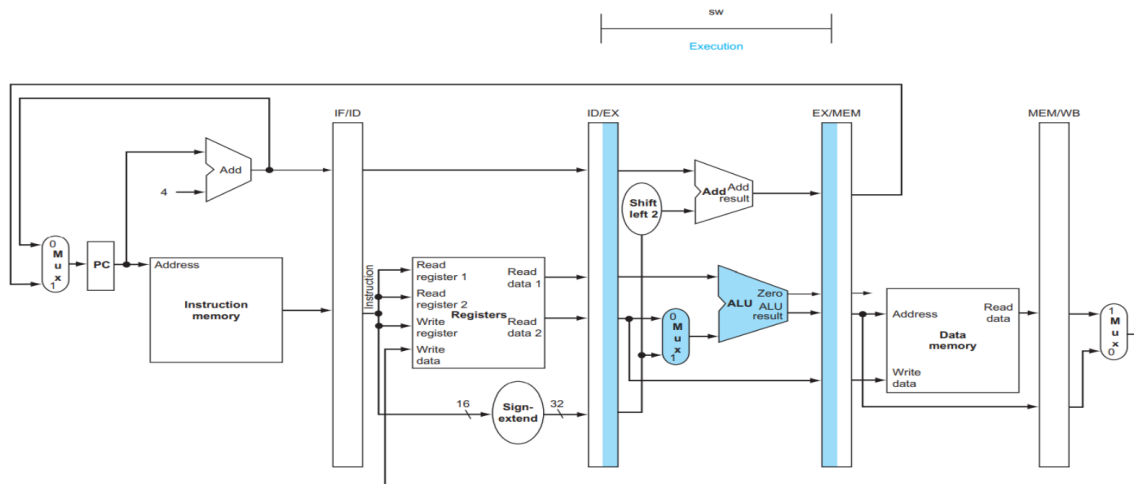 sw
Execution
IF/ID
ID/EX
EX/MEM
MEM/WB
Add
4
Shift
left 2
Add
Add
result
0
M
u
x
1
PC
Address
Instruction
memory
Instruction
Read
register 1
Read
register 2
Write
register
Write
data
Registers
Read
data 1
Read
data 2
16
Sign-
extend
32
0
M
u
x
1
ALU
Zero
ALU
result
Address
Write
data
Data
memory
Read
data
1
M
u
x
0